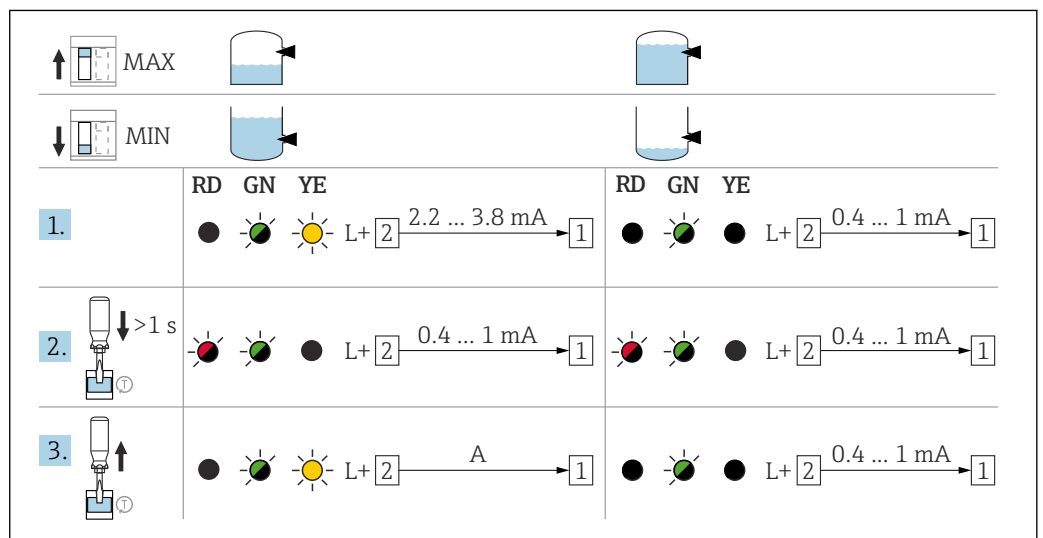 MAX
MIN
RD GN YE RD GN YE
1. L+ 2 2.2 ... 3.8 mA 1 L+ 2 0.4 ... 1 mA 1
2. >1 s T L+ 2 0.4 ... 1 mA 1 L+ 2 0.4 ... 1 mA 1
3. T L+ 2 A 1 L+ 2 0.4 ... 1 mA 1